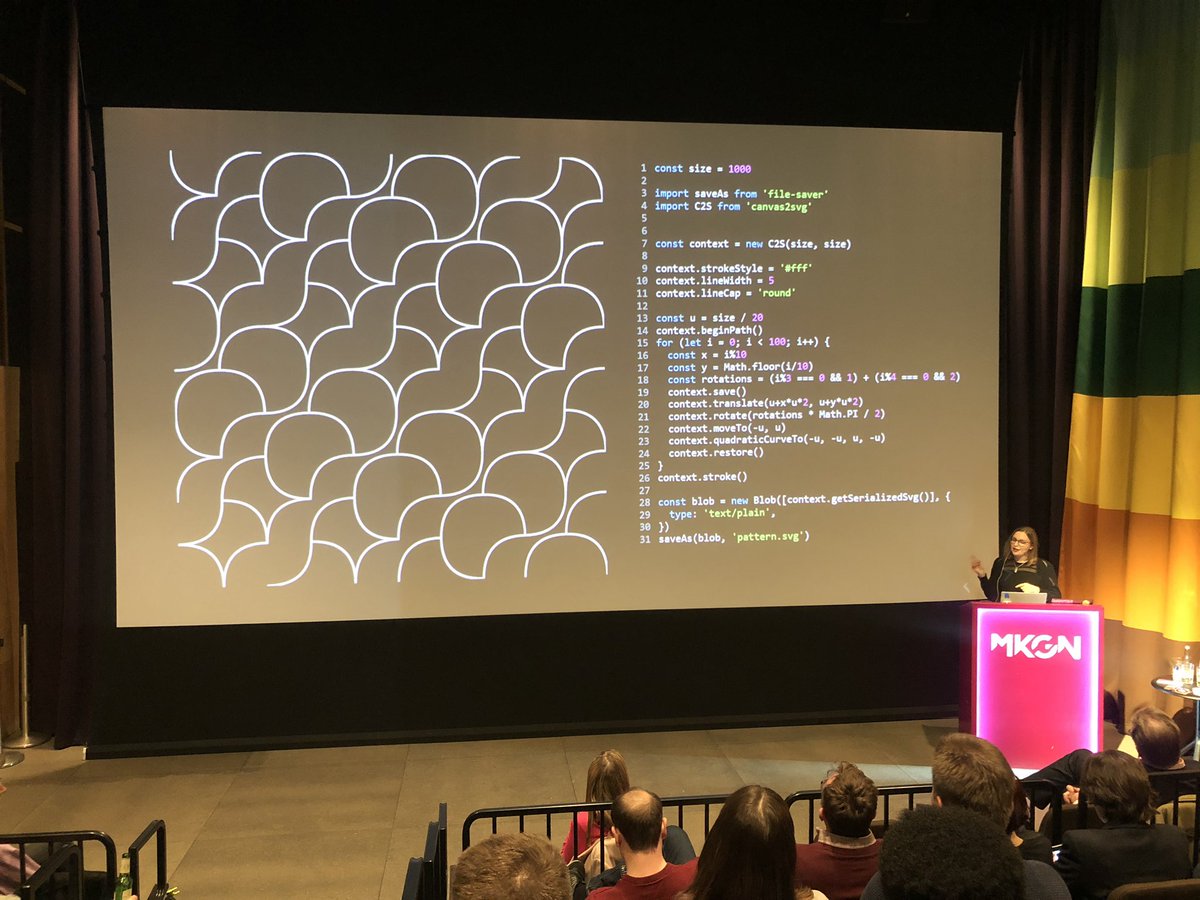 1 const size = 1000
2
3 import saveAs from 'file-saver'
4 import C2S from 'canvas2svg'
5
6
7 const context = new C2S(size, size)
8
9 context.strokeStyle = '#fff'
10 context.lineWidth = 5
11 context.lineCap = 'round'
12
13 const u = size / 20
14 context.beginPath()
15 for (let i = 0; i < 100; i++) {
16 const x = i%10
17 const y = Math.floor(i/10)
18 const rotations = (i%3 === 0 && 1) + (i%4 === 0 && 2)
19 context.save()
20 context.translate(u+x*u*2, u+y*u*2)
21 context.rotate(rotations * Math.PI / 2)
22 context.moveTo(-u, u)
23 context.quadraticCurveTo(-u, -u, u, -u)
24 context.restore()
25 }
26 context.stroke()
27
28 const blob = new Blob([context.getSerializedSvg()], {
29 type: 'text/plain',
30 })
31 saveAs(blob, 'pattern.svg')
MKGN